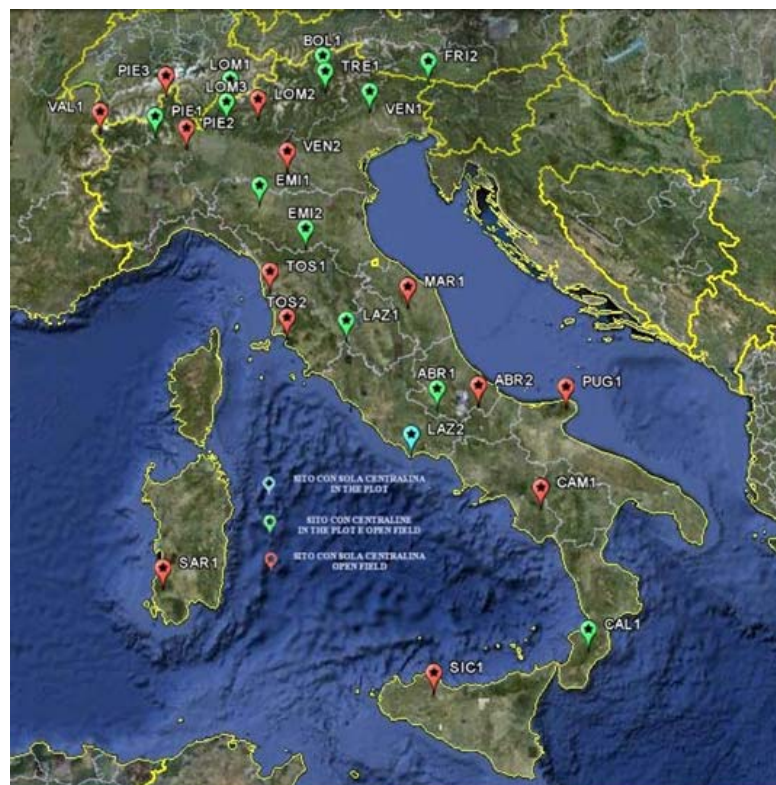 BOL1
FRI2
PIE3
LOM1
TRE1
LOM3
LOM2
VAL1
PIE1
VEN1
PIE2
VEN2
EMI1
EMI2
TOS1
MAR1
TOS2
LAZ1
ABR1
ABR2
PUG1
LAZ2
SITO CON SOLA CENTRALINA
IN THE PLOT
CAM1
SITO CON CENTRALINE
IN THE PLOT E OPEN FIELD
SITO CON SOLA CENTRALINA
OPEN FIELD
SAR1
CAL1
SIC1